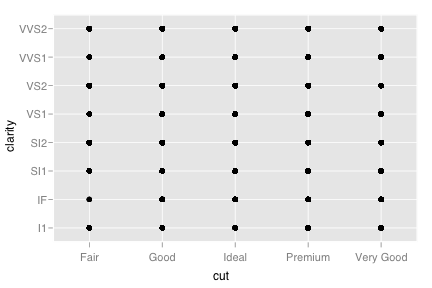 VVS2
VVS1
VS2
VS1
SI2
SI1
IF
I1
clarity
Fair Good Ideal Premium Very Good
cut